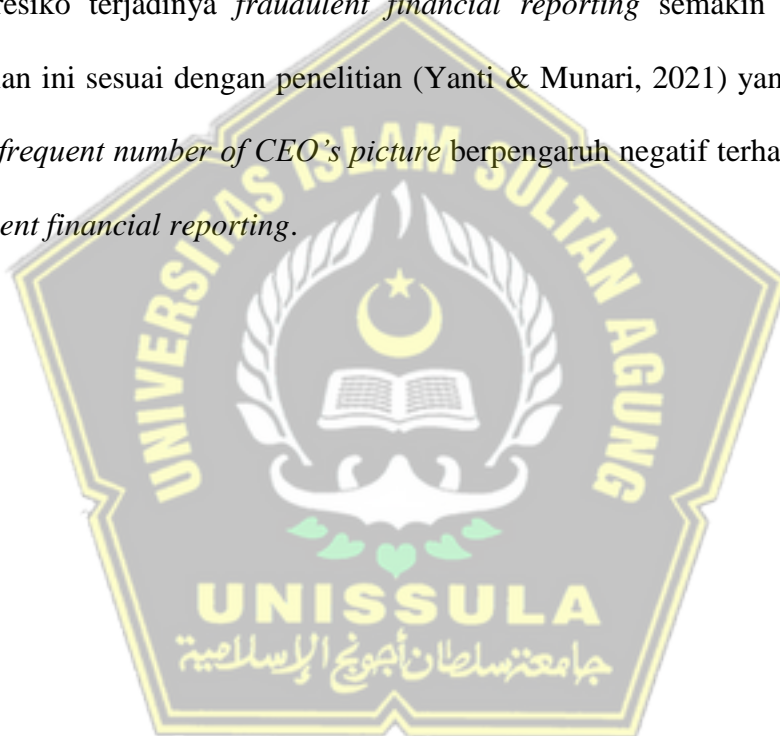 resiko terjadinya fraudulent financial reporting semakin
an ini sesuai dengan penelitian (Yanti & Munari, 2021) yan
frequent number of CEO's picture berpengaruh negatif terha
ent financial reporting.
UNIVERSITAS ISLAM SULTAN AGUNG
UNISSULA
جامعة سلطان أجونج الإسلامية